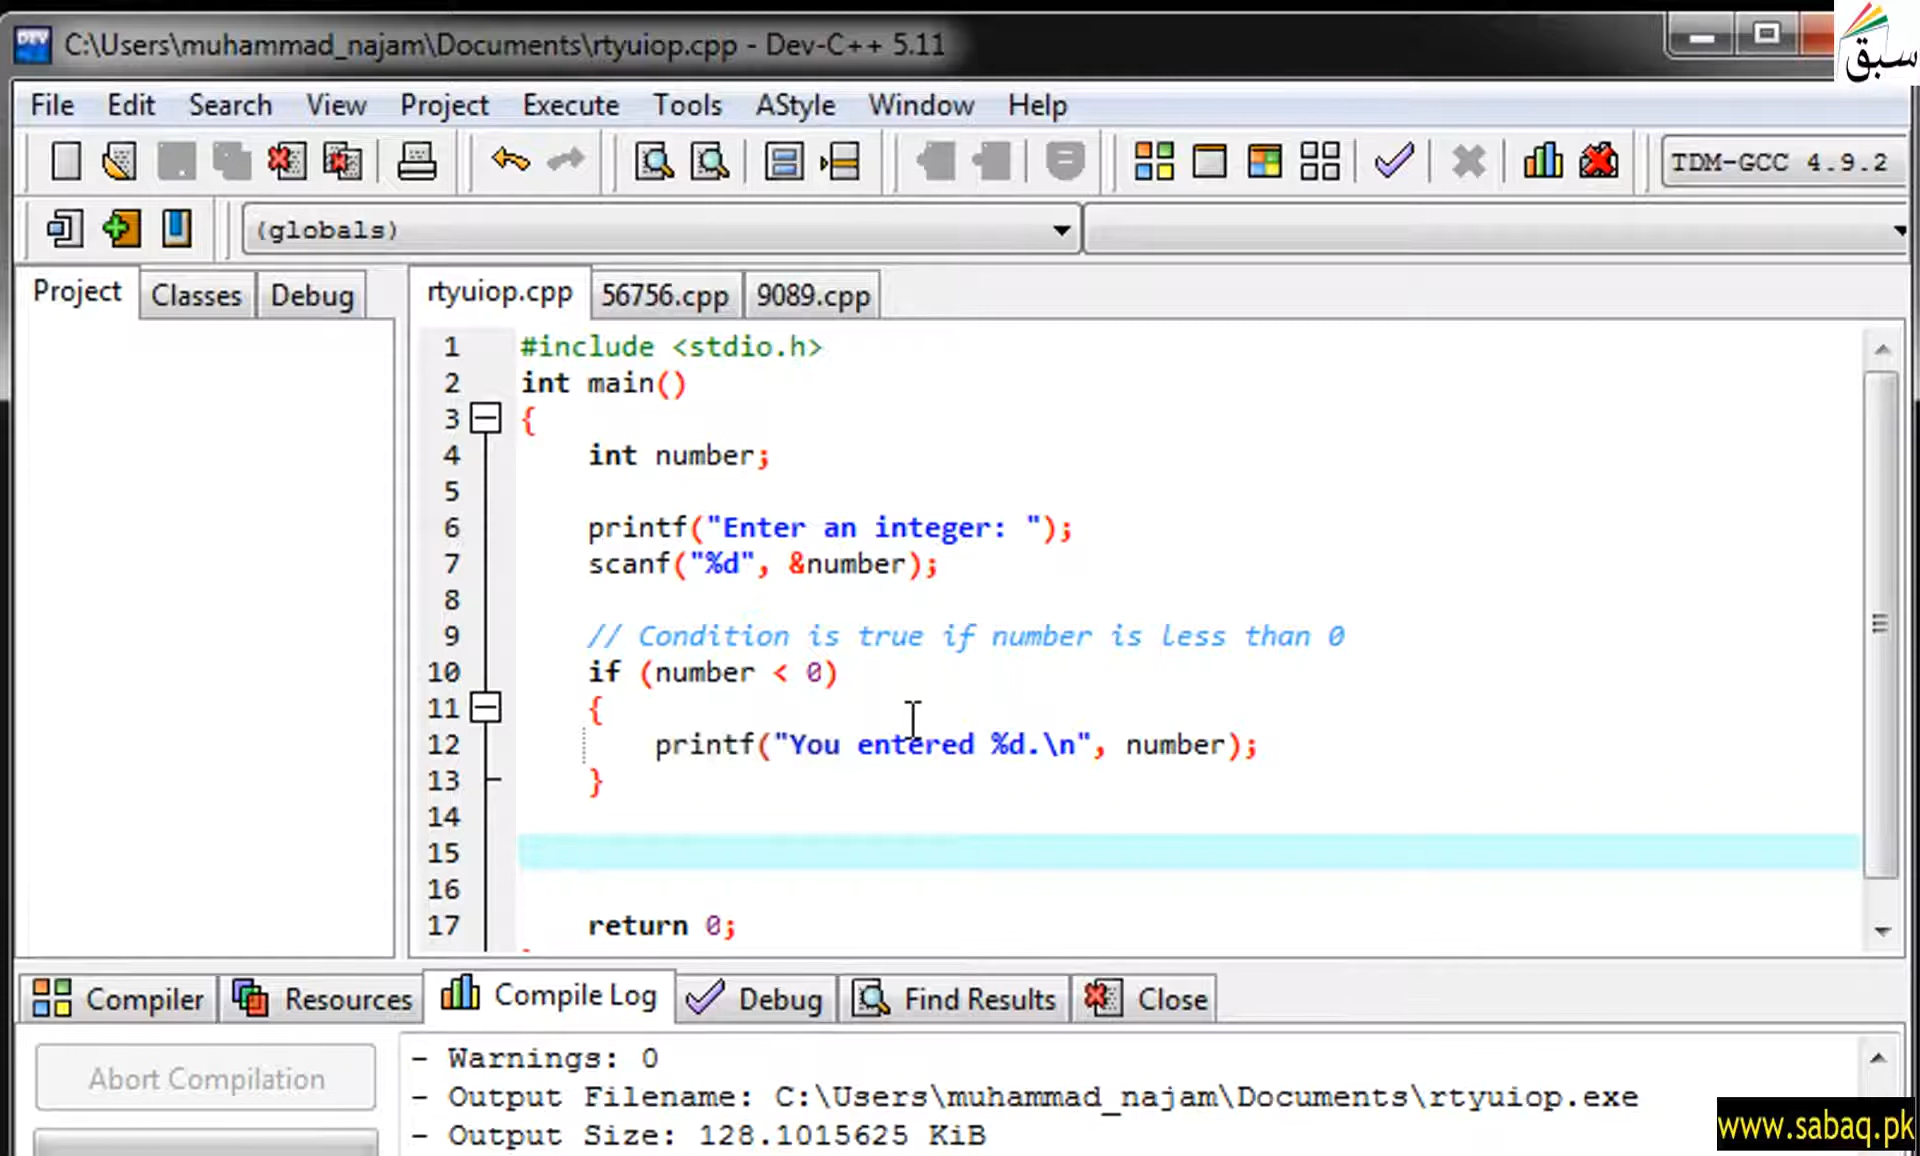 C:\Users\muhammad_najam\Documents\rtyuiop.cpp - Dev-C++ 5.11
سبق
File Edit Search View Project Execute Tools AStyle Window Help
TDM-GCC 4.9.2
(globals)
Project Classes Debug rtyuiop.cpp 56756.cpp 9089.cpp
1 #include <stdio.h>
2 int main()
3 {
4 int number;
5
6 printf("Enter an integer: ");
7 scanf("%d", &number);
8
9 // Condition is true if number is less than 0
10 if (number < 0)
11 {
12 printf("You entered %d.\n", number);
13 }
14
15
16
17 return 0;
Compiler Resources Compile Log Debug Find Results Close
Abort Compilation
- Warnings: 0
- Output Filename: C:\Users\muhammad_najam\Documents\rtyuiop.exe
- Output Size: 128.1015625 KiB
www.sabaq.pk